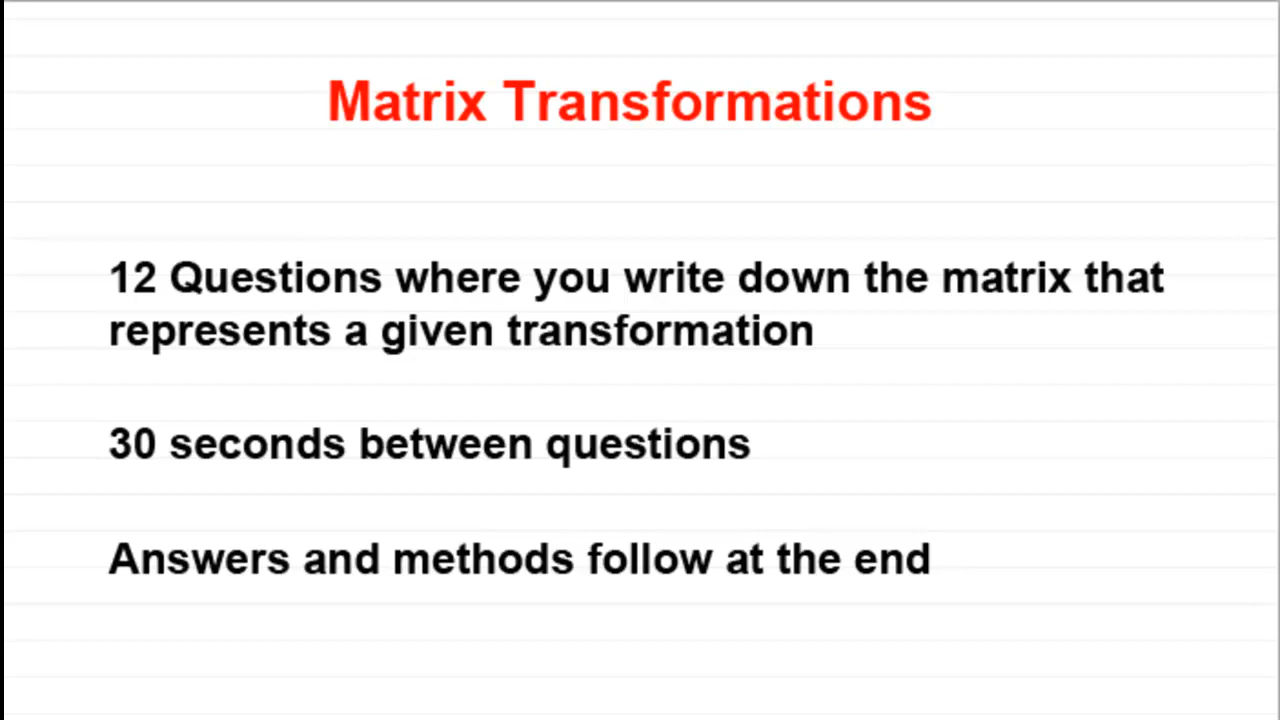 Matrix Transformations
12 Questions where you write down the matrix that
represents a given transformation
30 seconds between questions
Answers and methods follow at the end